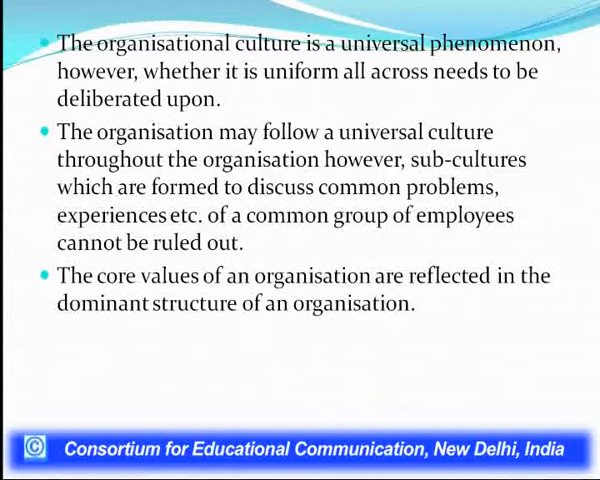 The organisational culture is a universal phenomenon,
however, whether it is uniform all across needs to be
deliberated upon.
The organisation may follow a universal culture
throughout the organisation however, sub-cultures
which are formed to discuss common problems,
experiences etc. of a common group of employees
cannot be ruled out.
The core values of an organisation are reflected in the
dominant structure of an organisation.
© Consortium for Educational Communication, New Delhi, India